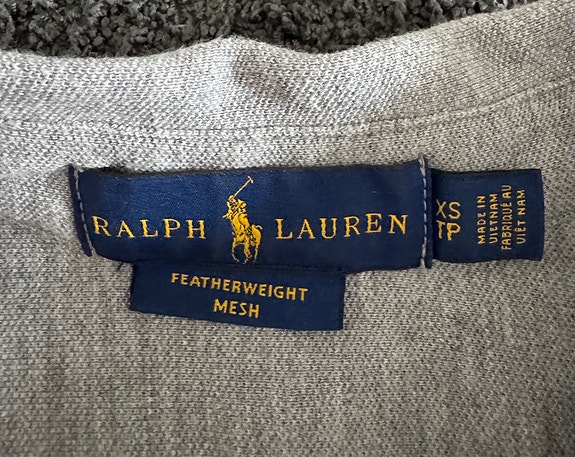 RALPH LAUREN
XS
TP
MADE IN
VIETNAM
FABRIQUÉ AU
VIÊT NAM
FEATHERWEIGHT
MESH